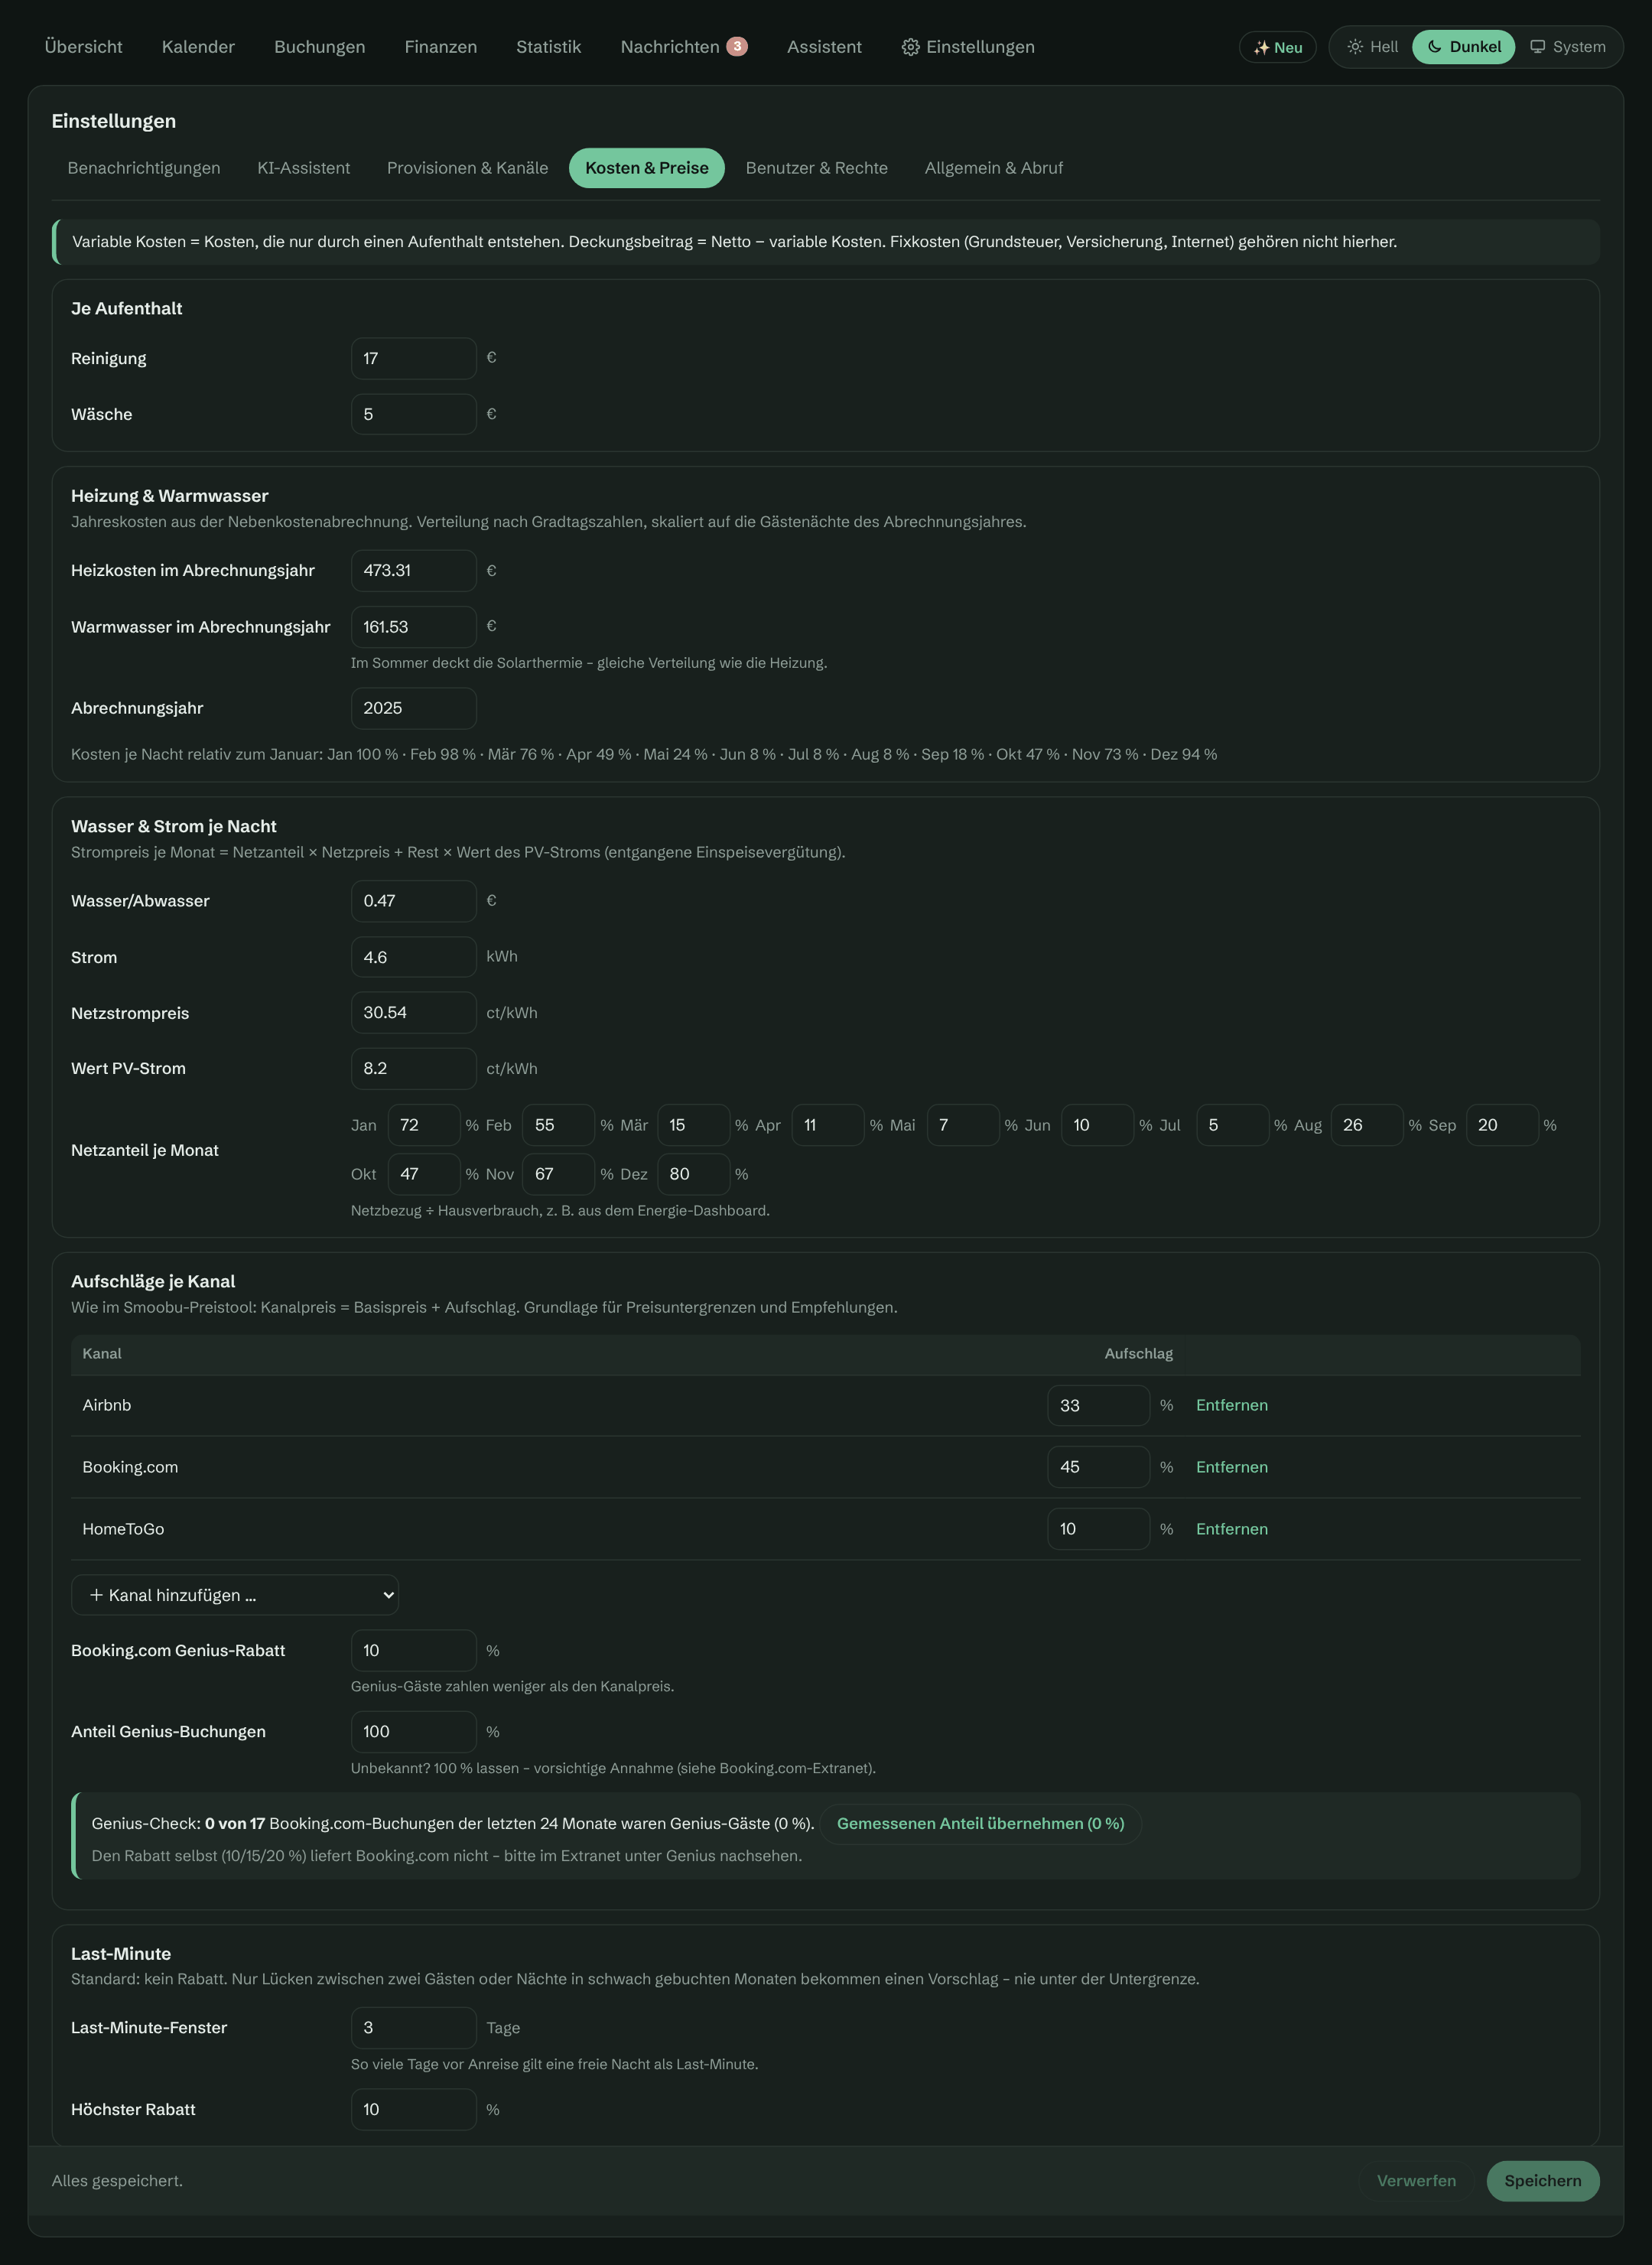 Übersicht Kalender Buchungen Finanzen Statistik Nachrichten 3 Assistent Einstellungen ✨ Neu Hell Dunkel System
Einstellungen
Benachrichtigungen KI-Assistent Provisionen & Kanäle Kosten & Preise Benutzer & Rechte Allgemein & Abruf
Variable Kosten = Kosten, die nur durch einen Aufenthalt entstehen. Deckungsbeitrag = Netto − variable Kosten. Fixkosten (Grundsteuer, Versicherung, Internet) gehören nicht hierher.
Je Aufenthalt
Reinigung 17 €
Wäsche 5 €
Heizung & Warmwasser
Jahreskosten aus der Nebenkostenabrechnung. Verteilung nach Gradtagszahlen, skaliert auf die Gästenächte des Abrechnungsjahres.
Heizkosten im Abrechnungsjahr 473.31 €
Warmwasser im Abrechnungsjahr 161.53 €
Im Sommer deckt die Solarthermie – gleiche Verteilung wie die Heizung.
Abrechnungsjahr 2025
Kosten je Nacht relativ zum Januar: Jan 100 % · Feb 98 % · Mär 76 % · Apr 49 % · Mai 24 % · Jun 8 % · Jul 8 % · Aug 8 % · Sep 18 % · Okt 47 % · Nov 73 % · Dez 94 %
Wasser & Strom je Nacht
Strompreis je Monat = Netzanteil × Netzpreis + Rest × Wert des PV-Stroms (entgangene Einspeisevergütung).
Wasser/Abwasser 0.47 €
Strom 4.6 kWh
Netzstrompreis 30.54 ct/kWh
Wert PV-Strom 8.2 ct/kWh
Netzanteil je Monat
Jan 72 % Feb 55 % Mär 15 % Apr 11 % Mai 7 % Jun 10 % Jul 5 % Aug 26 % Sep 20 %
Okt 47 % Nov 67 % Dez 80 %
Netzbezug ÷ Hausverbrauch, z. B. aus dem Energie-Dashboard.
Aufschläge je Kanal
Wie im Smoobu-Preistool: Kanalpreis = Basispreis + Aufschlag. Grundlage für Preisuntergrenzen und Empfehlungen.
Kanal Aufschlag
Airbnb 33 % Entfernen
Booking.com 45 % Entfernen
HomeToGo 10 % Entfernen
+ Kanal hinzufügen …
Booking.com Genius-Rabatt 10 %
Genius-Gäste zahlen weniger als den Kanalpreis.
Anteil Genius-Buchungen 100 %
Unbekannt? 100 % lassen – vorsichtige Annahme (siehe Booking.com-Extranet).
Genius-Check: 0 von 17 Booking.com-Buchungen der letzten 24 Monate waren Genius-Gäste (0 %). Gemessenen Anteil übernehmen (0 %)
Den Rabatt selbst (10/15/20 %) liefert Booking.com nicht – bitte im Extranet unter Genius nachsehen.
Last-Minute
Standard: kein Rabatt. Nur Lücken zwischen zwei Gästen oder Nächte in schwach gebuchten Monaten bekommen einen Vorschlag – nie unter der Untergrenze.
Last-Minute-Fenster 3 Tage
So viele Tage vor Anreise gilt eine freie Nacht als Last-Minute.
Höchster Rabatt 10 %
Alles gespeichert. Verwerfen Speichern